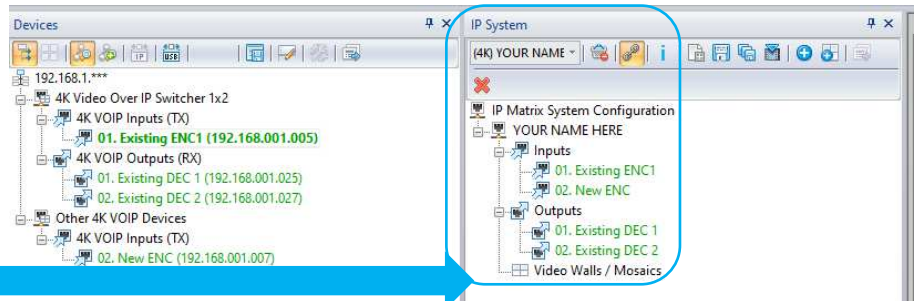 Devices
IP
USB
192.168.1.***
4K Video Over IP Switcher 1x2
4K VOIP Inputs (TX)
01. Existing ENC1 (192.168.001.005)
4K VOIP Outputs (RX)
01. Existing DEC 1 (192.168.001.025)
02. Existing DEC 2 (192.168.001.027)
Other 4K VOIP Devices
4K VOIP Inputs (TX)
02. New ENC (192.168.001.007)
IP System
(4K) YOUR NAME
IP Matrix System Configuration
YOUR NAME HERE
Inputs
01. Existing ENC1
02. New ENC
Outputs
01. Existing DEC 1
02. Existing DEC 2
Video Walls / Mosaics